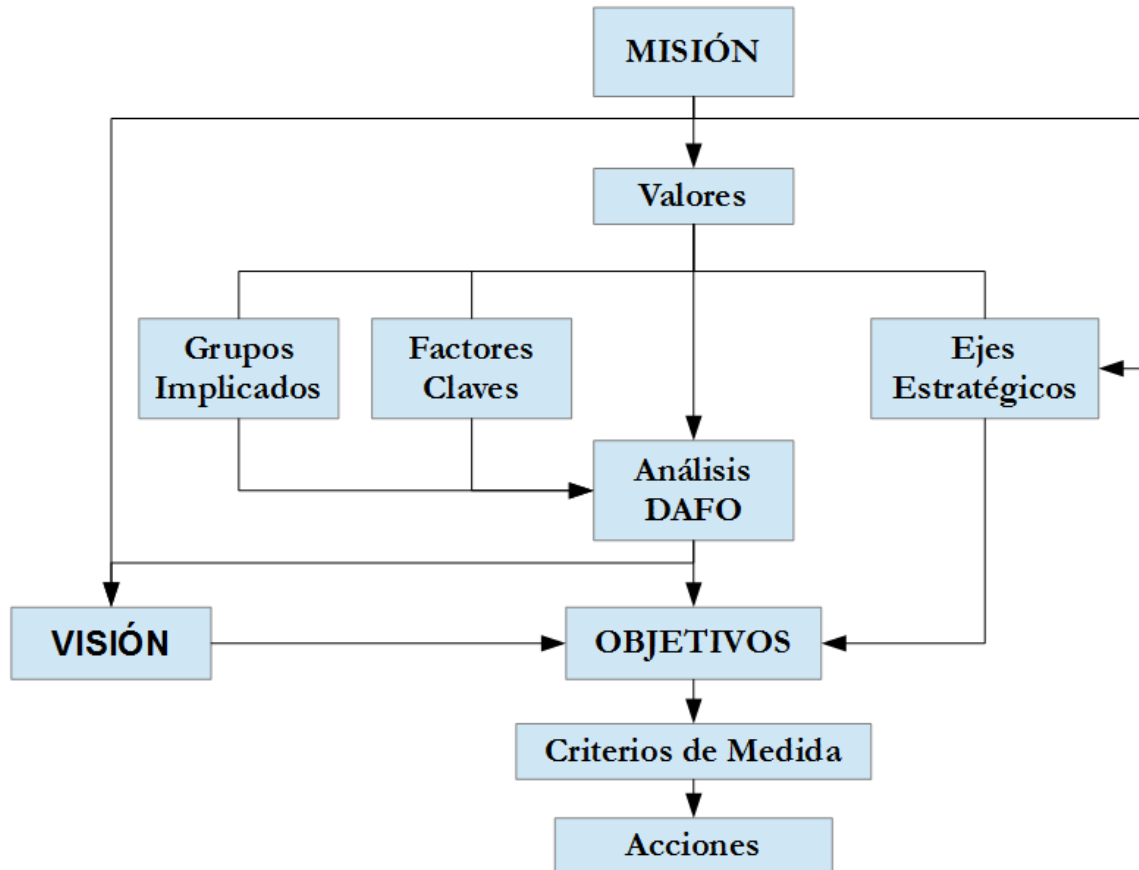 MISIÓN
Valores
Grupos
Implicados
Factores
Claves
Ejes
Estratégicos
Análisis
DAFO
VISIÓN
OBJETIVOS
Criterios de Medida
Acciones